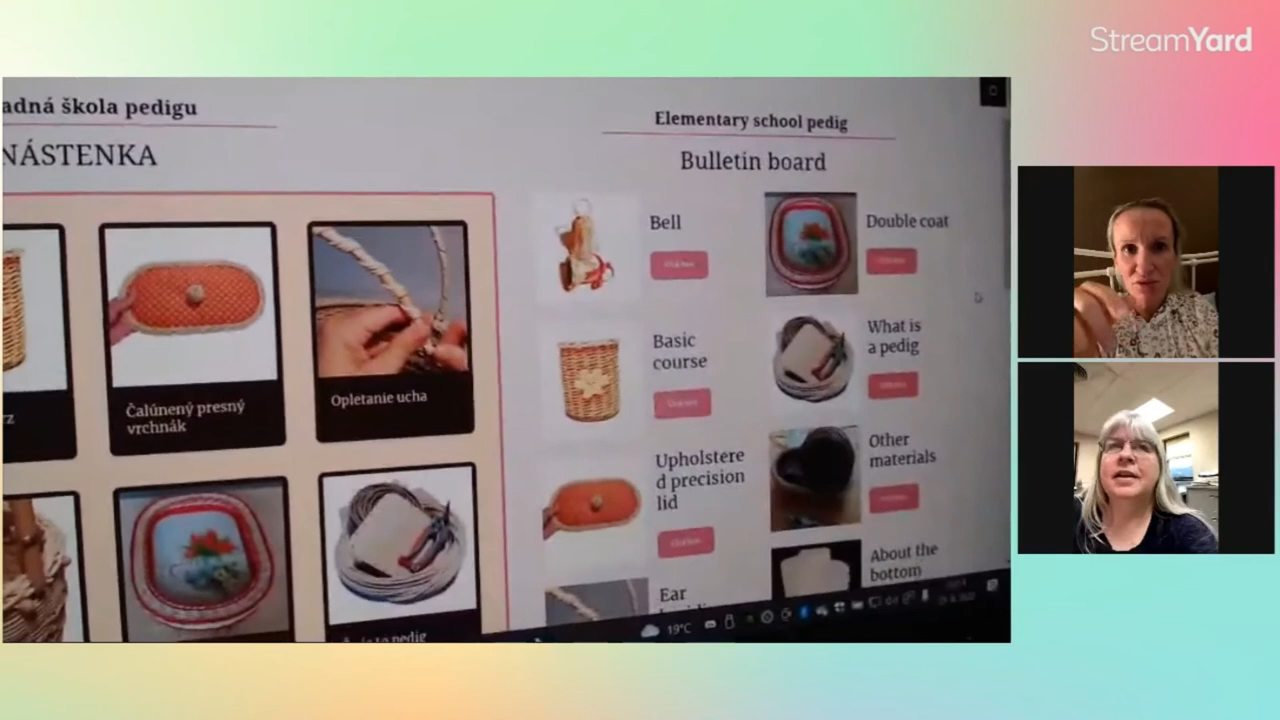 StreamYard
adná škola pedigu
NÁSTENKA
Čalúnený presný
vrchnák
Opletanie ucha
Elementary school pedig
Bulletin board
Bell
Double coat
Basic
course
What is
a pedig
Upholstere
d precision
lid
Other
materials
About the
bottom
Ear
19°C